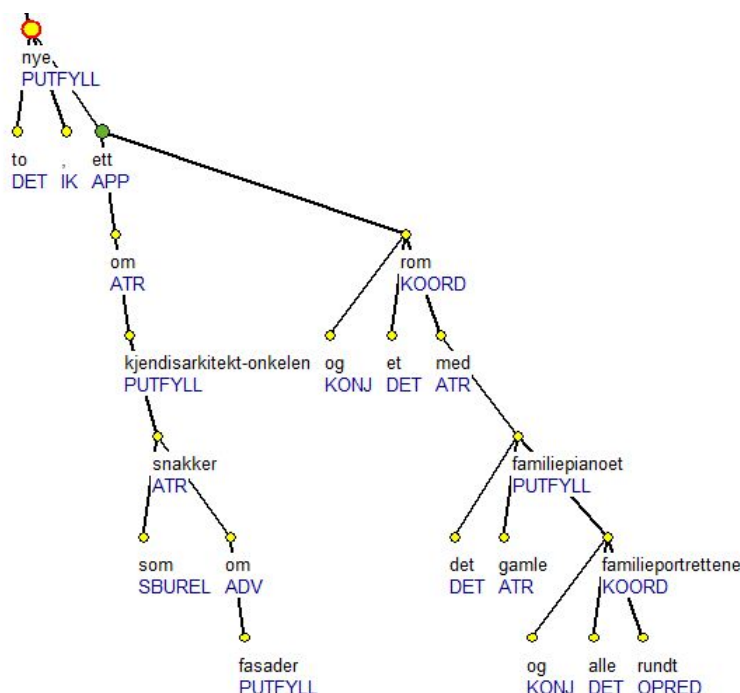 nye
PUTFYLL
to , ett
DET IK APP
om rom
ATR KOORD
kjendisarkitekt-onkelen og et med
PUTFYLL KONJ DET ATR
snakker familiepianoet
ATR PUTFYLL
som om det gamle familieportrettene
SBUREL ADV DET ATR KOORD
fasader og alle rundt
PUTFYLL KONJ DET OPRED